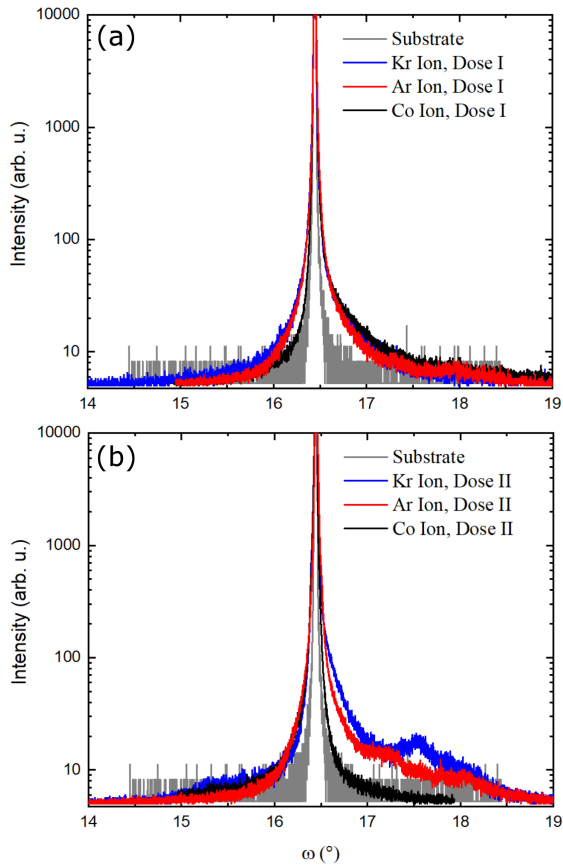 (a)
Substrate
Kr Ion, Dose I
Ar Ion, Dose I
Co Ion, Dose I
10000
1000
100
10
Intensity (arb. u.)
14 15 16 17 18 19
(b)
Substrate
Kr Ion, Dose II
Ar Ion, Dose II
Co Ion, Dose II
10000
1000
100
10
Intensity (arb. u.)
14 15 16 17 18 19
ω (°)